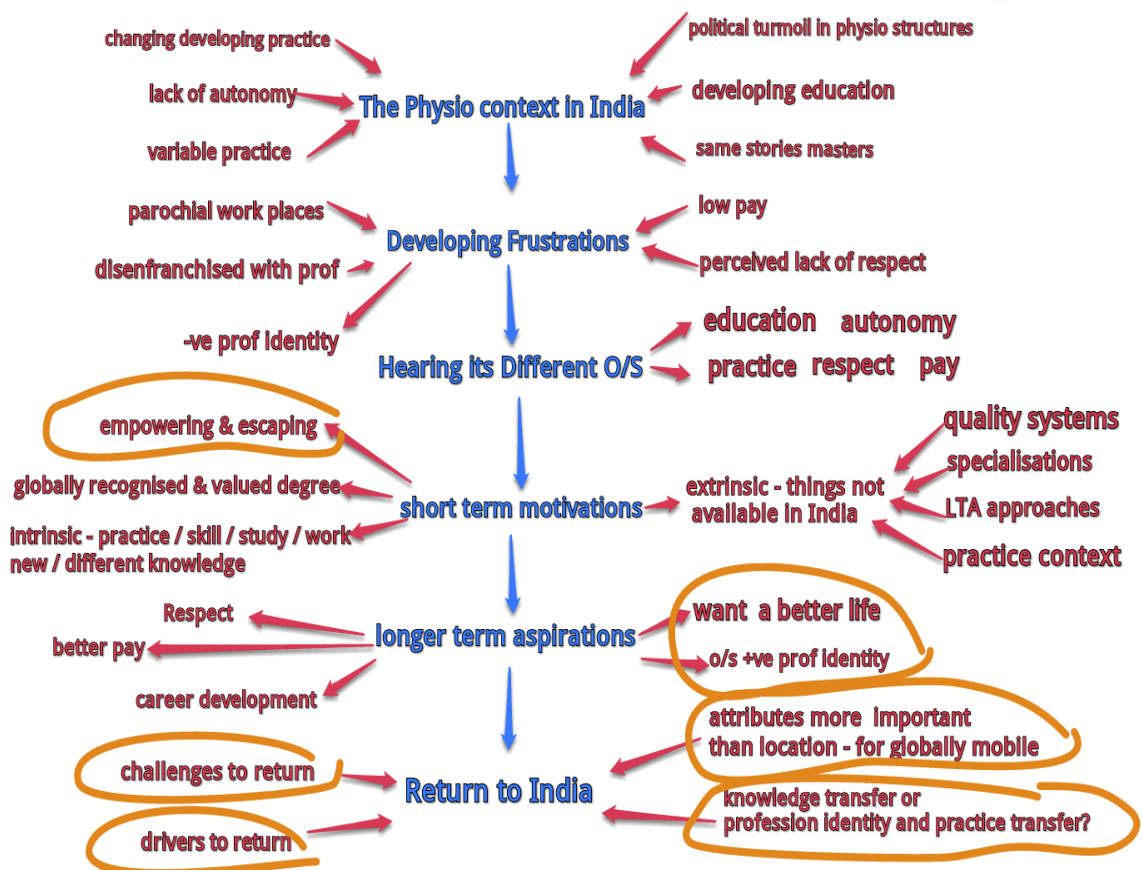 changing developing practice
political turmoil in physio structures
lack of autonomy
The Physio context in India
developing education
variable practice
same stories masters
parochial work places
low pay
Developing Frustrations
disenfranchised with prof
perceived lack of respect
-ve prof identity
education autonomy
Hearing its Different O/S
practice respect pay
empowering & escaping
quality systems
specialisations
globally recognised & valued degree
short term motivations
extrinsic - things not
available in India
LTA approaches
intrinsic - practice / skill / study / work
new / different knowledge
practice context
Respect
want a better life
better pay
longer term aspirations
o/s +ve prof identity
career development
attributes more important
than location - for globally mobile
challenges to return
Return to India
knowledge transfer or
profession identity and practice transfer?
drivers to return